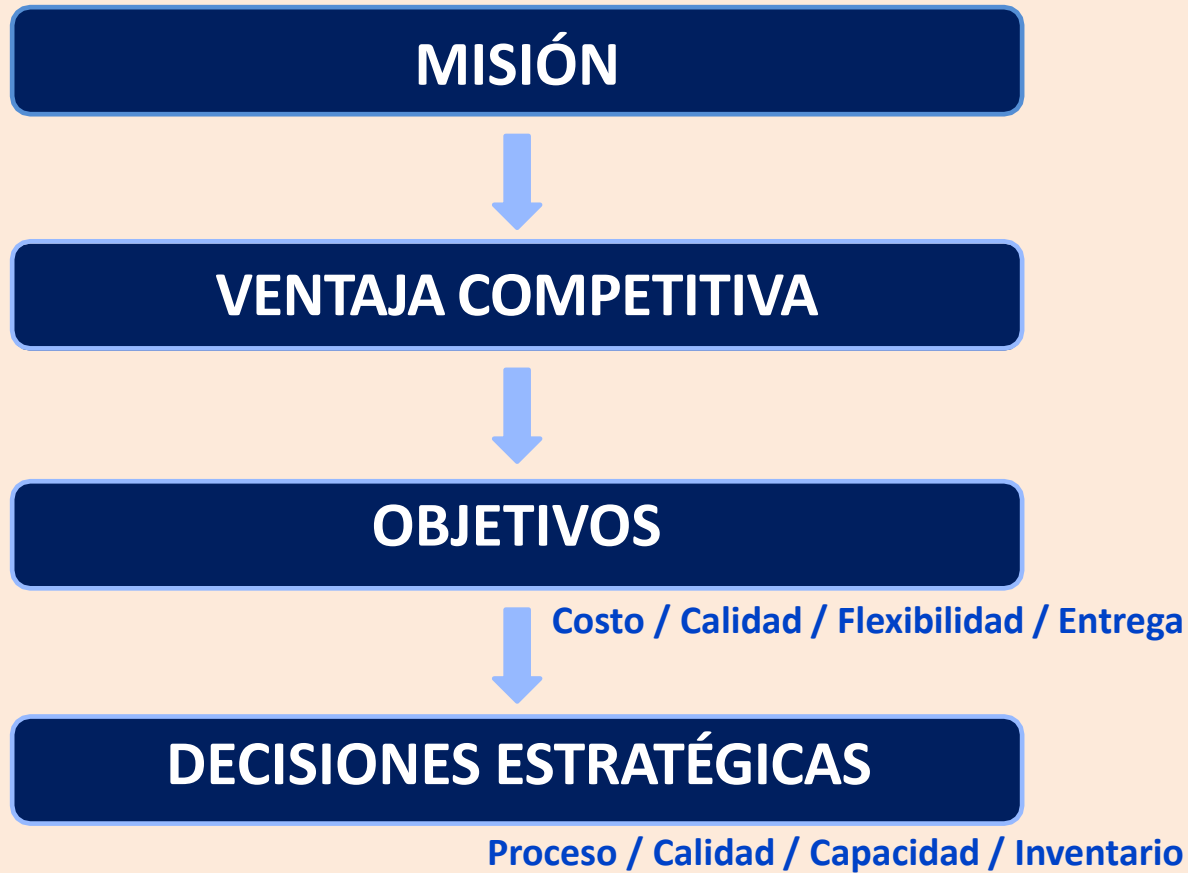 MISIÓN
VENTAJA COMPETITIVA
OBJETIVOS
Costo / Calidad / Flexibilidad / Entrega
DECISIONES ESTRATÉGICAS
Proceso / Calidad / Capacidad / Inventario